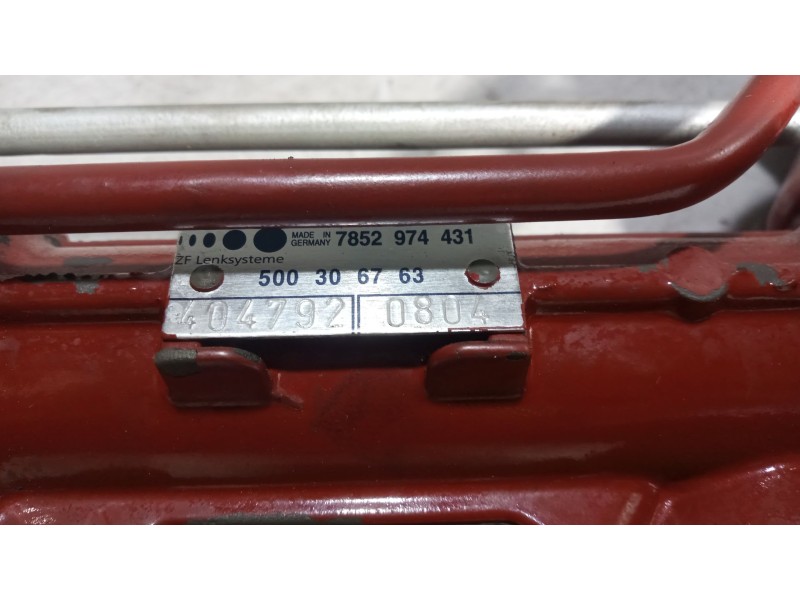 MADE IN GERMANY 7852 974 431
ZF Lenksysteme
500 30 67 63
404792 0804